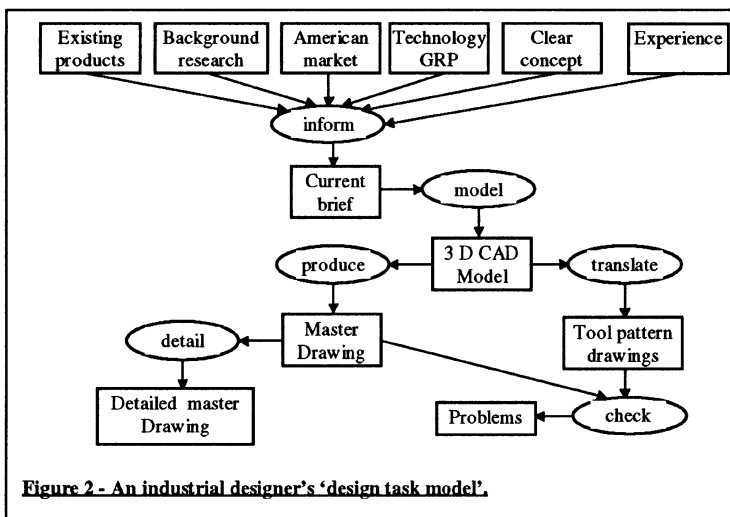 Existing
products
Background
research
American
market
Technology
GRP
Clear
concept
Experience
inform
Current
brief
model
produce
3 D CAD
Model
translate
detail
Master
Drawing
Tool pattern
drawings
Detailed master
Drawing
Problems
check
Figure 2 - An industrial designer's 'design task model'.